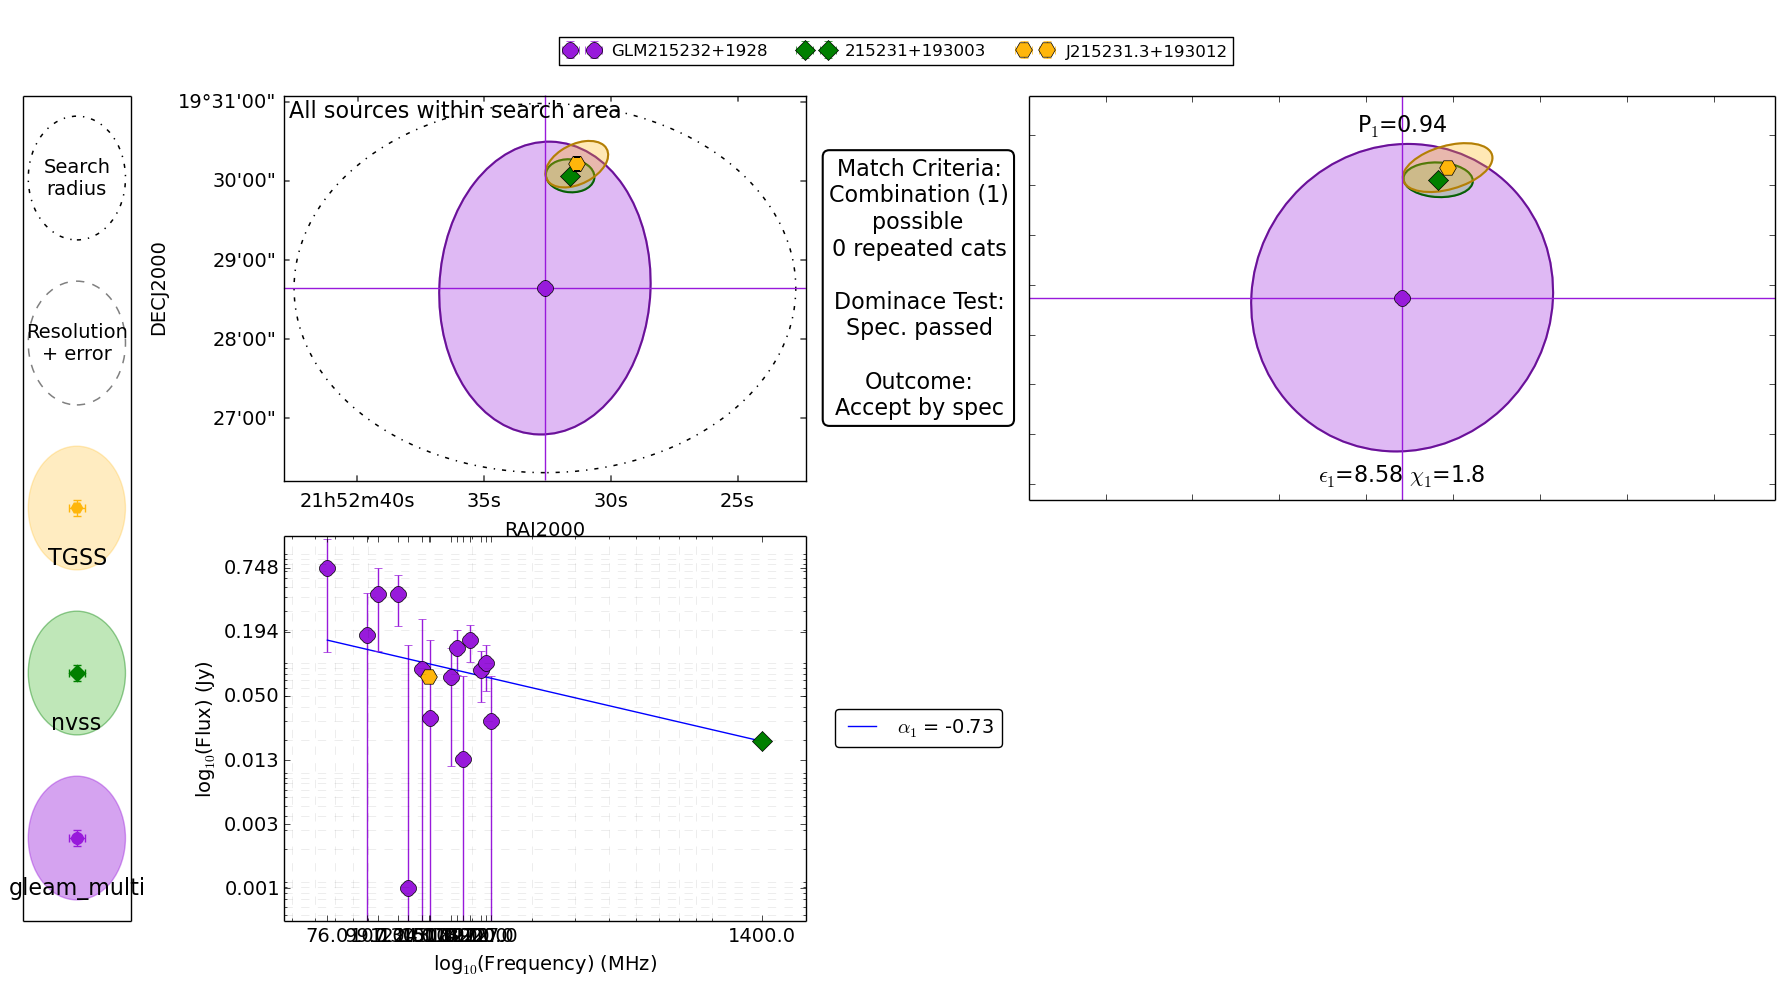 GLM215232+1928 215231+193003 J215231.3+193012
Search
radius
Resolution
+ error
TGSS
nvss
gleam_multi
All sources within search area
19°31'00"
30'00"
29'00"
28'00"
27'00"
DECJ2000
21h52m40s 35s 30s 25s
RAJ2000
Match Criteria:
Combination (1)
possible
0 repeated cats
Dominace Test:
Spec. passed
Outcome:
Accept by spec
P₁=0.94
ϵ₁=8.58 χ₁=1.8
0.748
0.194
0.050
0.013
0.003
0.001
log₁₀(Flux) (Jy)
76.0 1400.0
log₁₀(Frequency) (MHz)
α₁ = -0.73